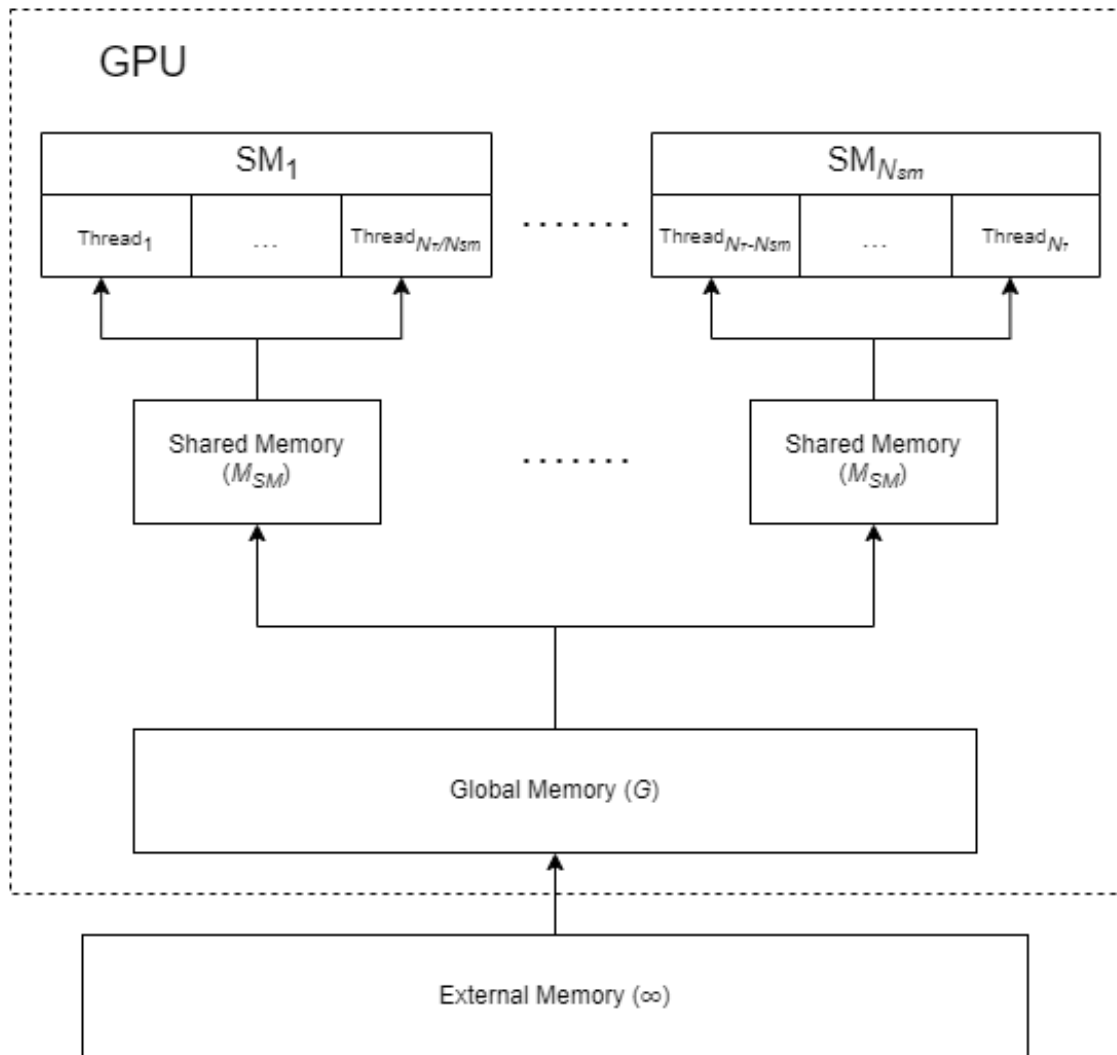 GPU
SM1 SMNsm
Thread1 ... ThreadNT/Nsm ....... ThreadNT-Nsm ... ThreadNT
Shared Memory
(MSM)
.......
Shared Memory
(MSM)
Global Memory (G)
External Memory (∞)